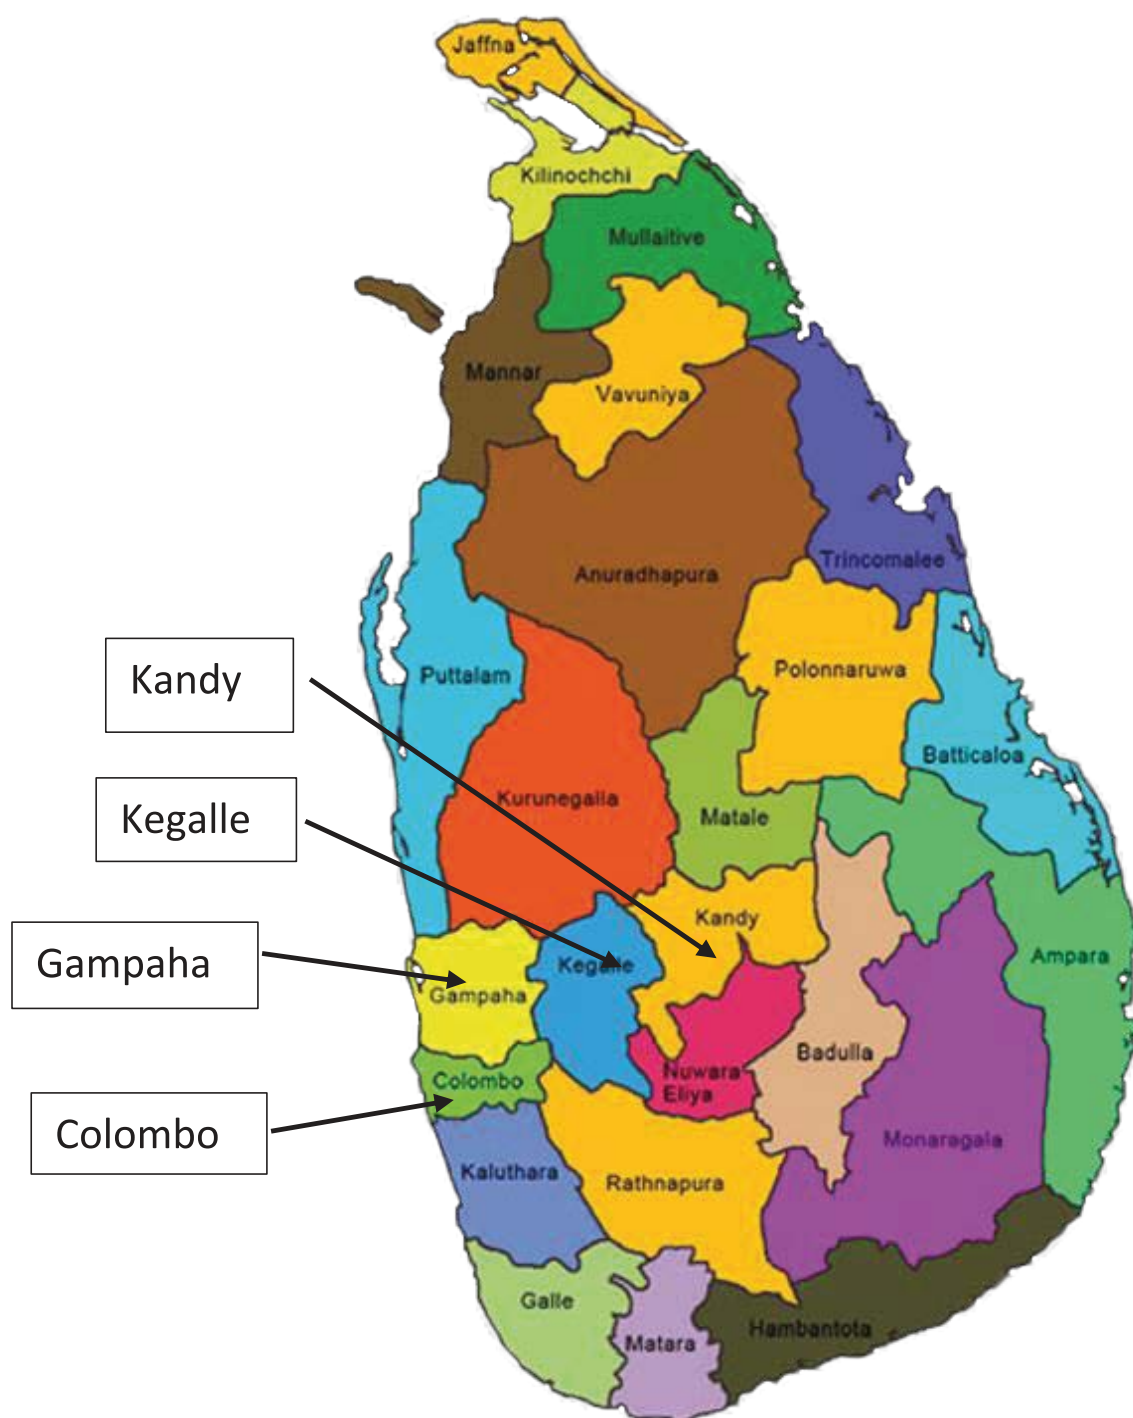 Jaffna
Kilinochchi
Mullaitive
Mannar
Vavuniya
Anuradhapura
Trincomalee
Puttalam
Polonnaruwa
Kandy
Batticaloa
Kurunegalla
Matale
Kegalle
Kandy
Gampaha
Kegalle
Ampara
Gampaha
Badulla
Nuwara
Eliya
Colombo
Colombo
Monaragala
Kaluthara
Rathnapura
Galle
Matara
Hambantota